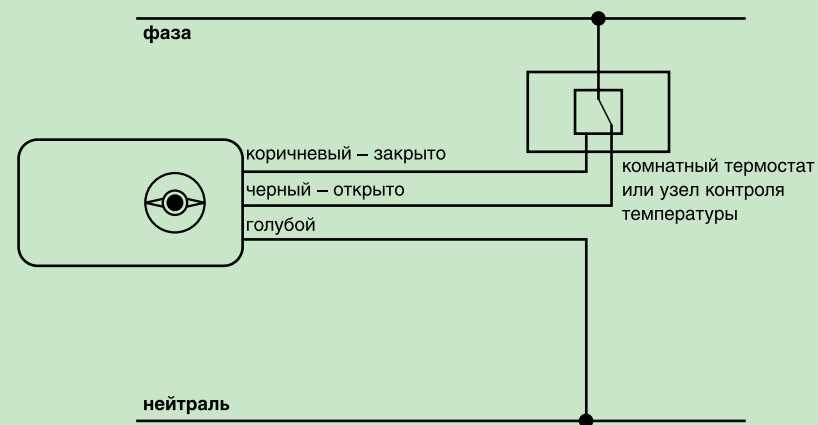 фаза
коричневый – закрыто
комнатный термостат
или узел контроля
температуры
черный – открыто
голубой
нейтраль